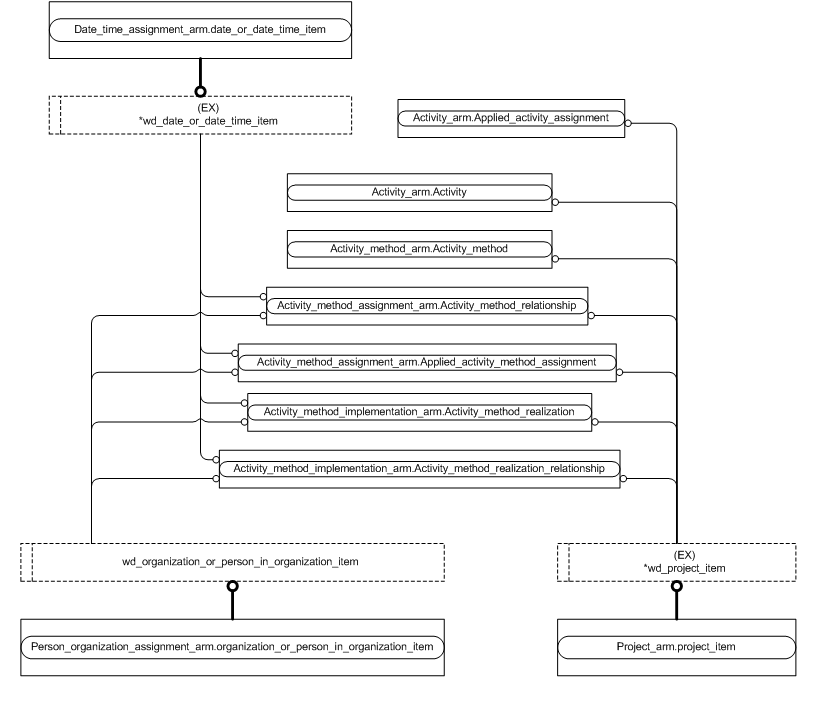 Date_time_assignment_arm.date_or_date_time_item
(EX)
*wd_date_or_date_time_item
Activity_arm.Applied_activity_assignment
Activity_arm.Activity
Activity_method_arm.Activity_method
Activity_method_assignment_arm.Activity_method_relationship
Activity_method_assignment_arm.Applied_activity_method_assignment
Activity_method_implementation_arm.Activity_method_realization
Activity_method_implementation_arm.Activity_method_realization_relationship
wd_organization_or_person_in_organization_item
(EX)
*wd_project_item
Person_organization_assignment_arm.organization_or_person_in_organization_item
Project_arm.project_item